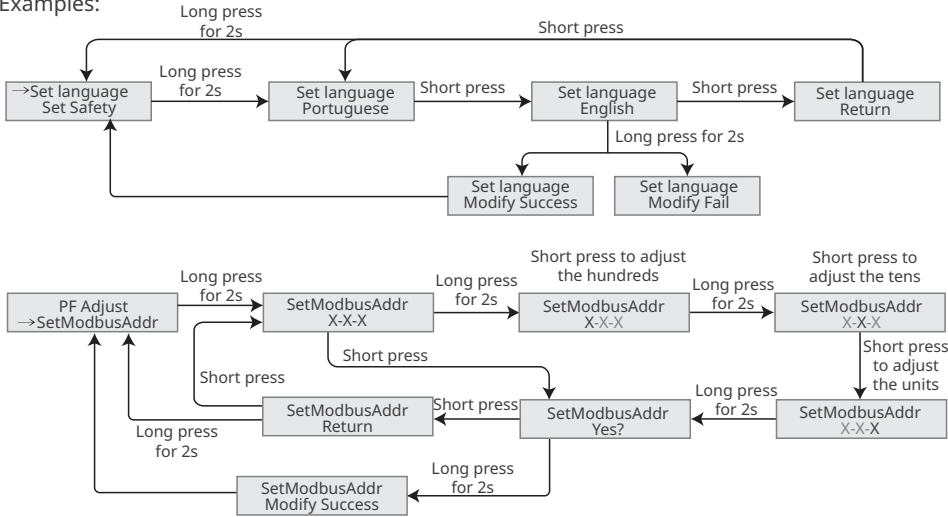 Examples:
Long press
for 2s
Short press
→Set language
Set Safety
Long press
for 2s
Set language
Portuguese
Short press
Set language
English
Short press
Set language
Return
Long press for 2s
Set language
Modify Success
Set language
Modify Fail
PF Adjust
→SetModbusAddr
Long press
for 2s
SetModbusAddr
X-X-X
Long press
for 2s
Short press to adjust
the hundreds
SetModbusAddr
X-X-X
Long press
for 2s
Short press to
adjust the tens
SetModbusAddr
X-X-X
Short press
to adjust
the units
SetModbusAddr
X-X-X
Long press
for 2s
Short press
SetModbusAddr
Yes?
Short press
SetModbusAddr
Return
Short press
Long press
for 2s
Long press
for 2s
SetModbusAddr
Modify Success